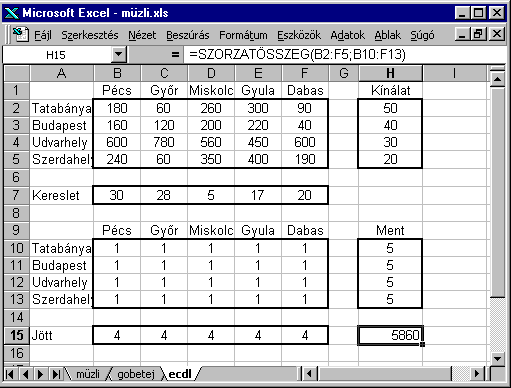 Microsoft Excel - müzli.xls
Fájl Szerkesztés Nézet Beszúrás Formátum Eszközök Adatok Ablak Súgó
H15 = =SZORZATÖSSZEG(B2:F5;B10:F13)
A B C D E F G H I
1 Pécs Győr Miskolc Gyula Dabas Kínálat
2 Tatabánya 180 60 260 300 90 50
3 Budapest 160 120 200 220 40 40
4 Udvarhely 600 780 560 450 600 30
5 Szerdahely 240 60 350 400 190 20
6
7 Kereslet 30 28 5 17 20
8
9 Pécs Győr Miskolc Gyula Dabas Ment
10 Tatabánya 1 1 1 1 1 5
11 Budapest 1 1 1 1 1 5
12 Udvarhely 1 1 1 1 1 5
13 Szerdahely 1 1 1 1 1 5
14
15 Jött 4 4 4 4 4 5860
16
müzli gobetej ecdl